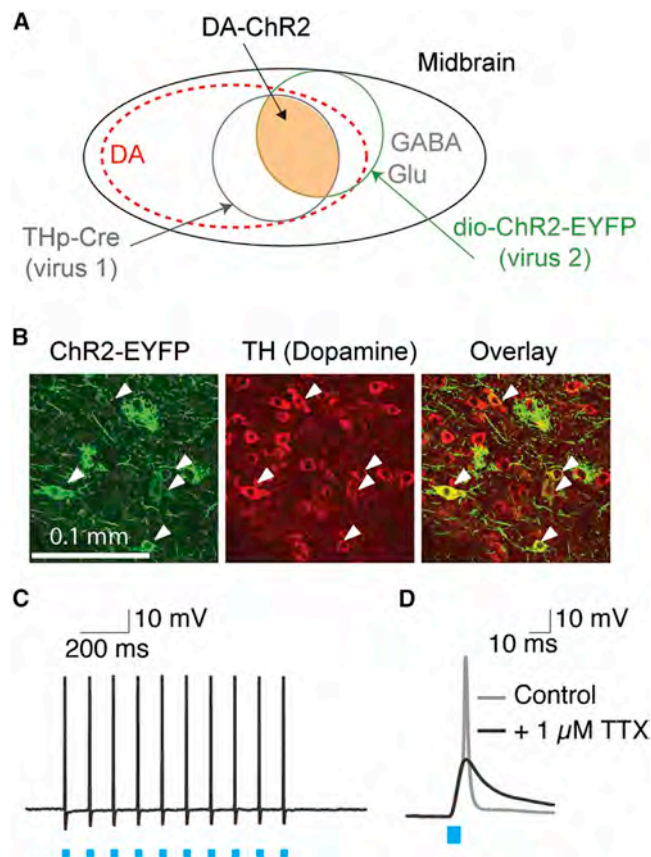 A
DA-ChR2
Midbrain
DA
GABA
Glu
THp-Cre
(virus 1)
dio-ChR2-EYFP
(virus 2)
B
ChR2-EYFP TH (Dopamine) Overlay
0.1 mm
C
10 mV
200 ms
D
10 mV
10 ms
Control
+ 1 μM TTX